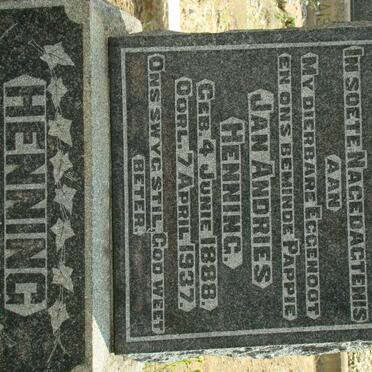 IN SOETE NAGEDAGTENIS
AAN
MY DIERBARE EGGENOOT
EN ONS BEMINDE PAPPIE
JAN ANDRIES
HENNING
GEB. 4 JUNIE 1888.
OORL. 7 APRIL 1937.
ONS SWYG STIL GOD WEET
BETER.
HENNING